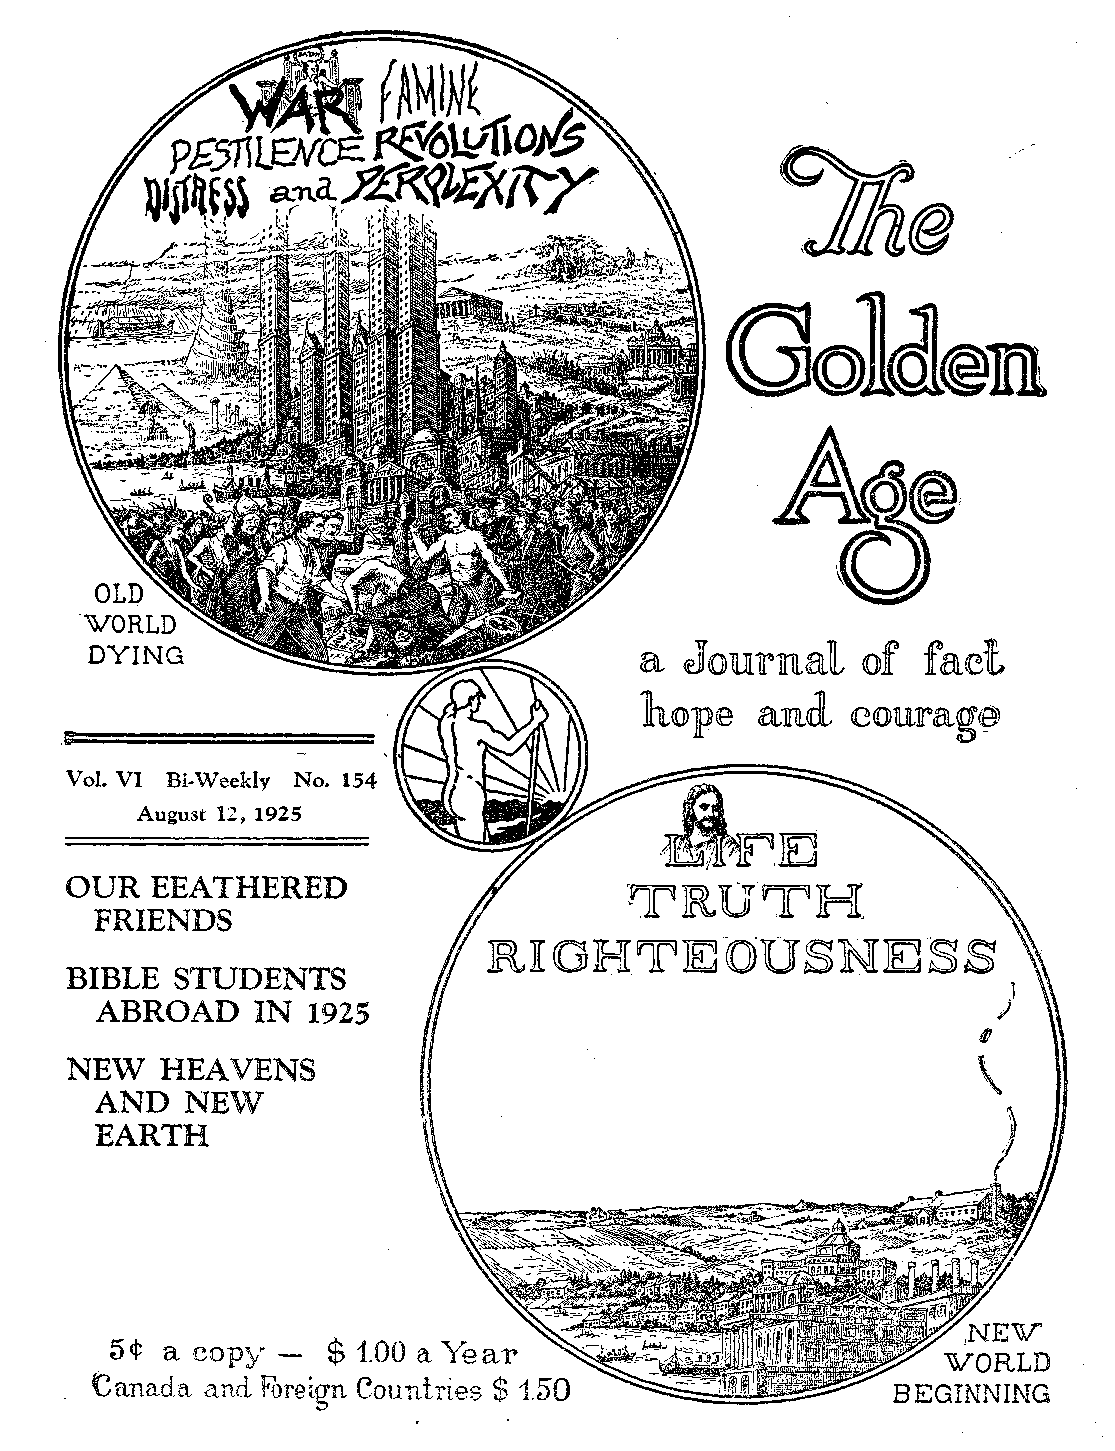 WAR FAMINE
PESTILENCE REVOLUTIONS
DISTRESS and PERPLEXITY
The
Golden
Age
OLD
WORLD
DYING
a Journal of fact
hope and courage
Vol. VI Bi-Weekly No. 154
August 12, 1925
OUR EEATHERED
FRIENDS
BIBLE STUDENTS
ABROAD IN 1925
NEW HEAVENS
AND NEW
EARTH
LIFE
TRUTH
RIGHTEOUSNESS
NEW
WORLD
BEGINNING
5¢ a copy — $ 1.00 a Year
Canada and Foreign Countries $ 1.50